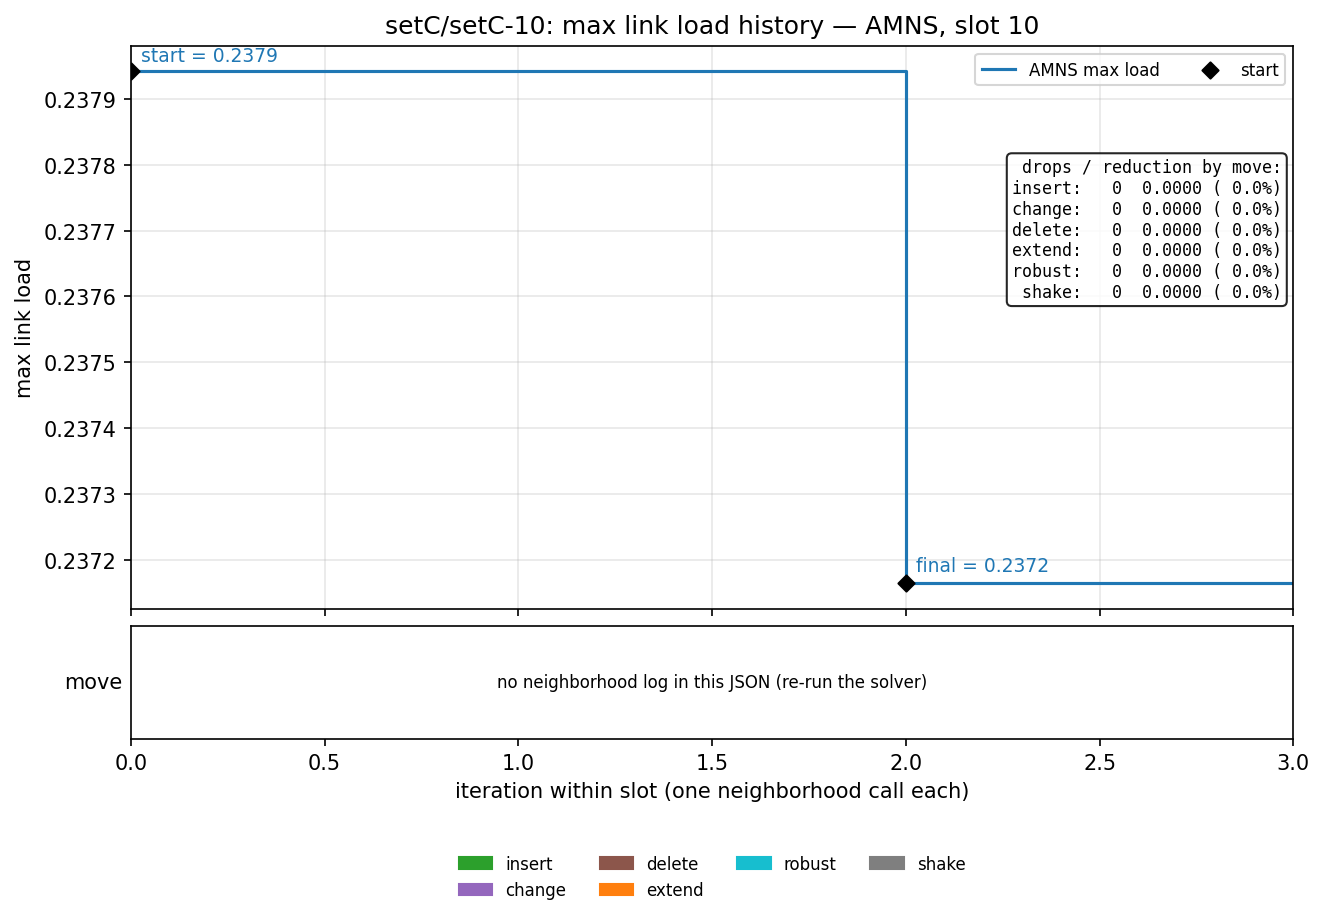 setC/setC-10: max link load history — AMNS, slot 10
start = 0.2379
AMNS max load
start
0.2379
0.2378
0.2377
0.2376
0.2375
0.2374
0.2373
0.2372
max link load
drops / reduction by move:
insert: 0 0.0000 ( 0.0%)
change: 0 0.0000 ( 0.0%)
delete: 0 0.0000 ( 0.0%)
extend: 0 0.0000 ( 0.0%)
robust: 0 0.0000 ( 0.0%)
shake: 0 0.0000 ( 0.0%)
final = 0.2372
move
no neighborhood log in this JSON (re-run the solver)
0.0 0.5 1.0 1.5 2.0 2.5 3.0
iteration within slot (one neighborhood call each)
insert delete robust shake
change extend